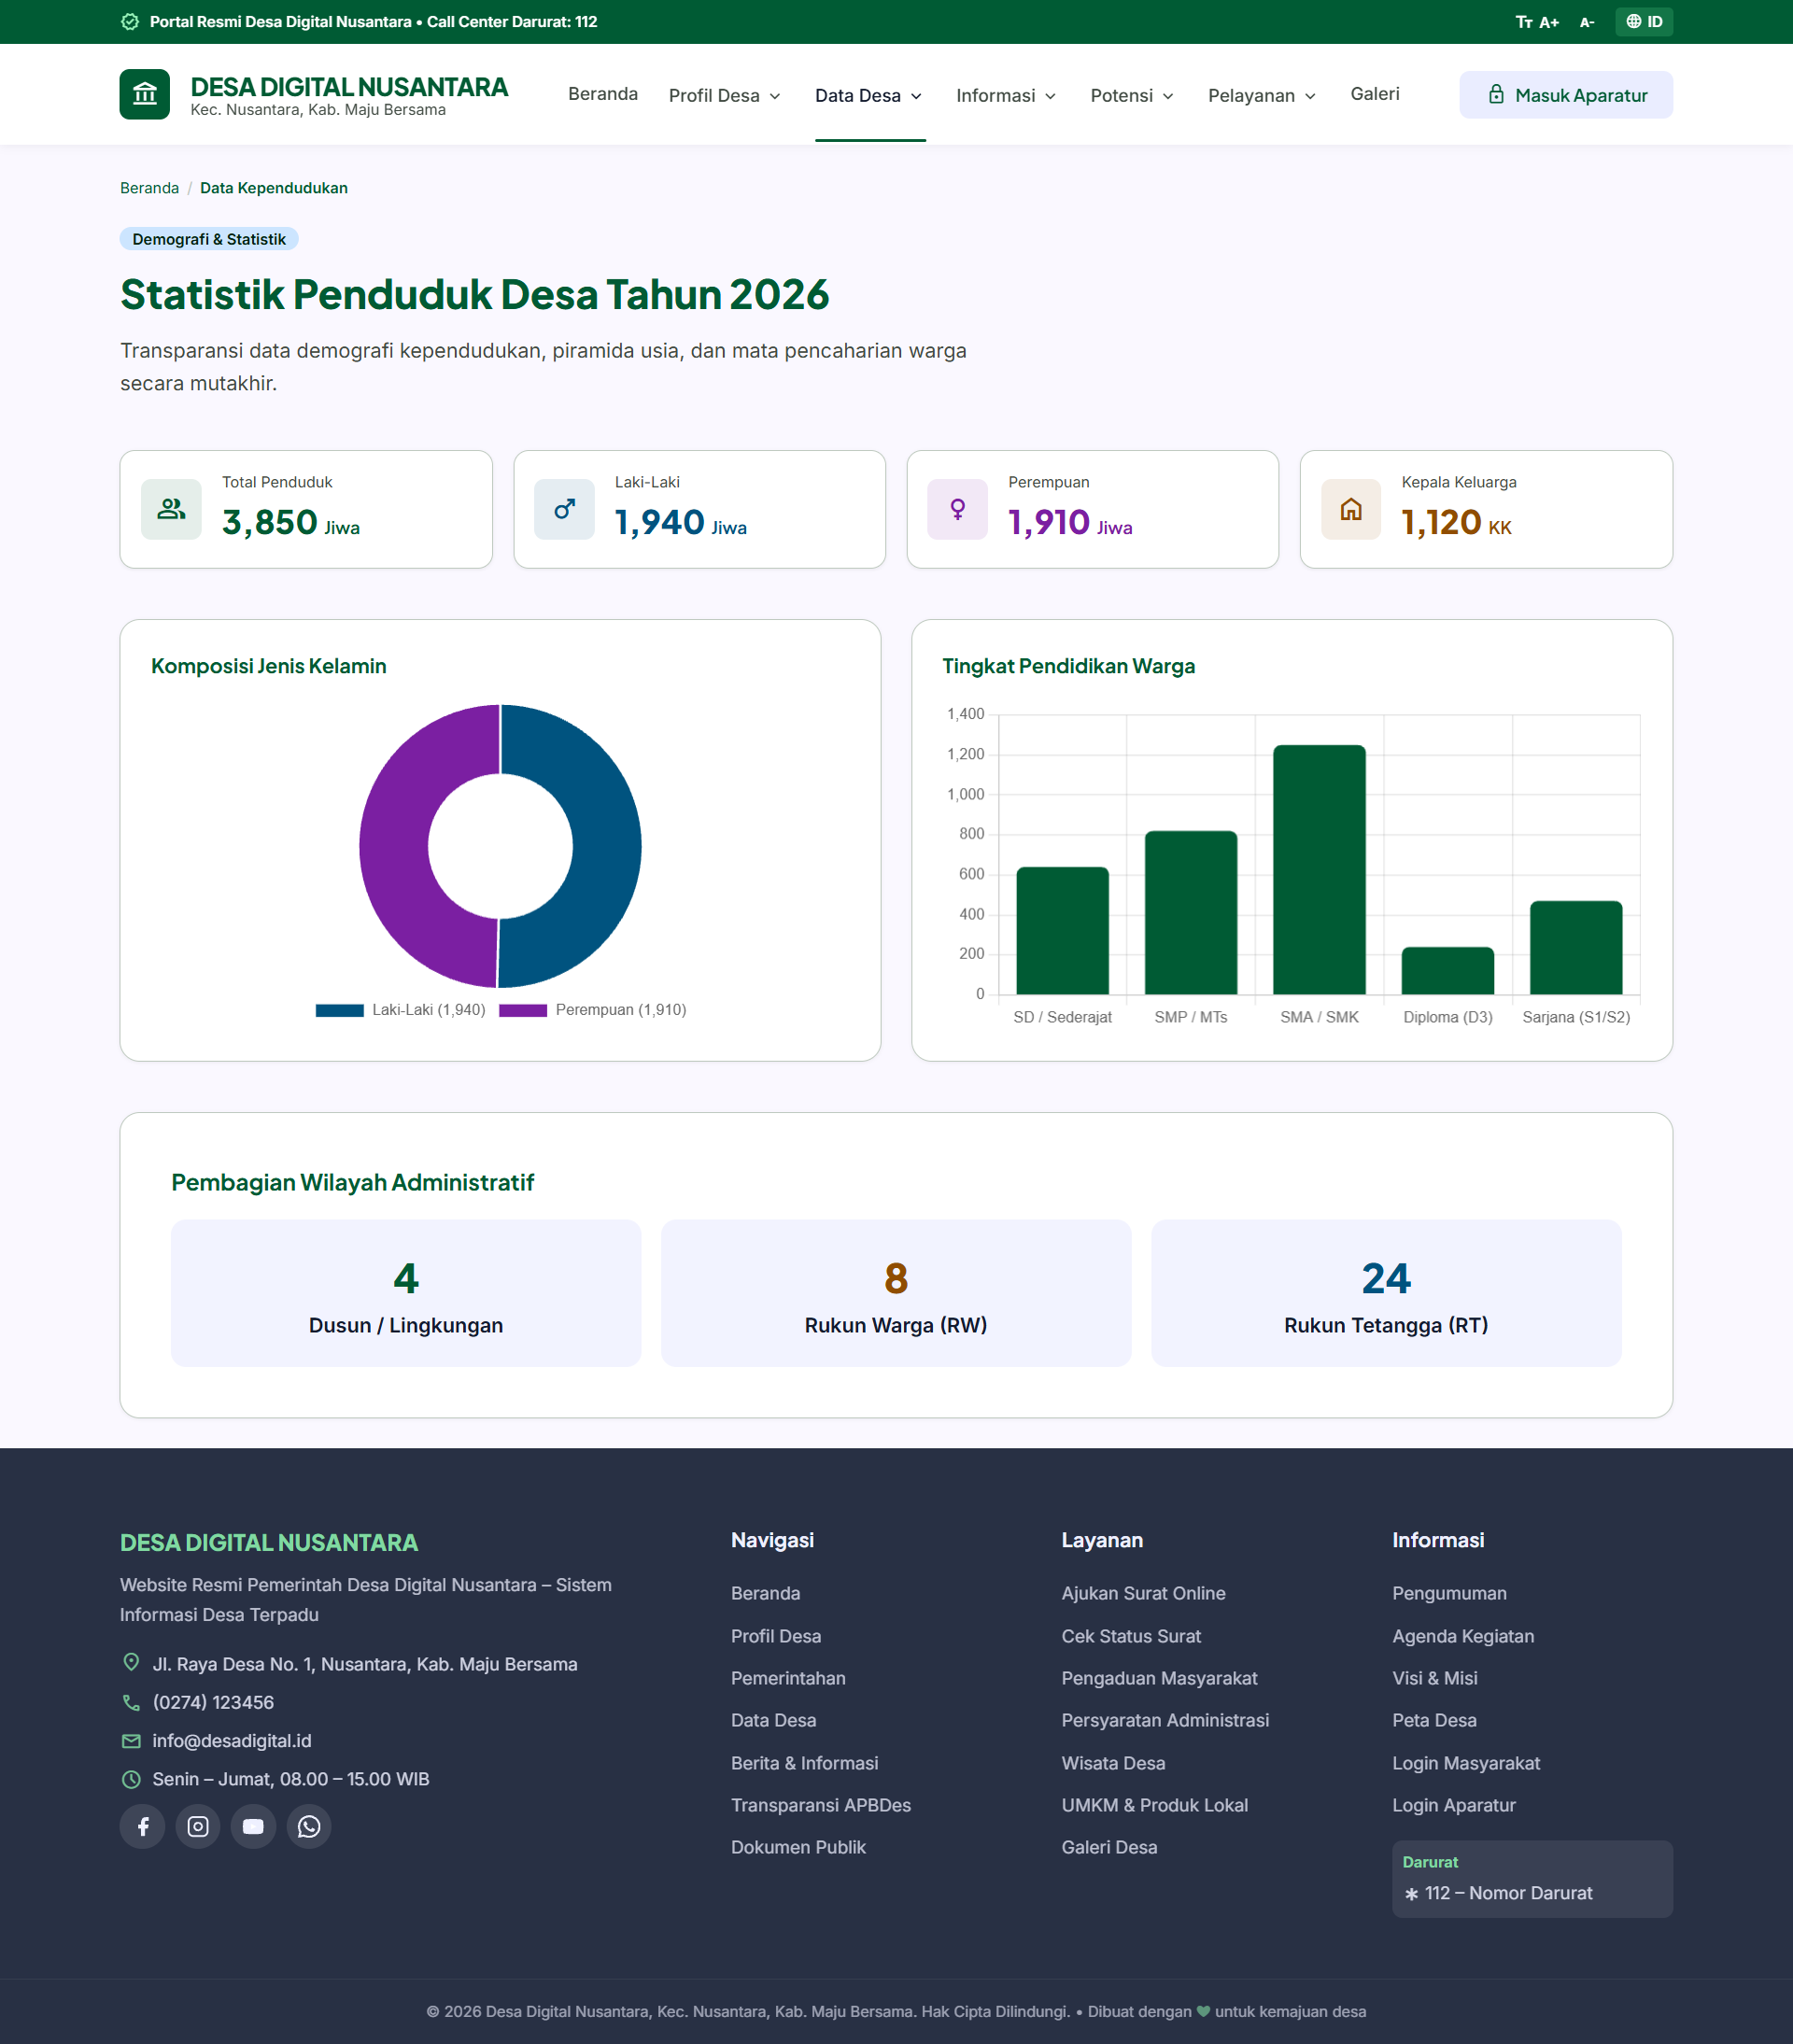 Portal Resmi Desa Digital Nusantara • Call Center Darurat: 112
Tт A+ A- ID
DESA DIGITAL NUSANTARA
Kec. Nusantara, Kab. Maju Bersama
Beranda Profil Desa Data Desa Informasi Potensi Pelayanan Galeri
Masuk Aparatur
Beranda / Data Kependudukan
Demografi & Statistik
Statistik Penduduk Desa Tahun 2026
Transparansi data demografi kependudukan, piramida usia, dan mata pencaharian warga
secara mutakhir.
Total Penduduk
3,850 Jiwa
Laki-Laki
1,940 Jiwa
Perempuan
1,910 Jiwa
Kepala Keluarga
1,120 KK
Komposisi Jenis Kelamin
Laki-Laki (1,940) Perempuan (1,910)
Tingkat Pendidikan Warga
1,400
1,200
1,000
800
600
400
200
0
SD / Sederajat SMP / MTs SMA / SMK Diploma (D3) Sarjana (S1/S2)
Pembagian Wilayah Administratif
4
Dusun / Lingkungan
8
Rukun Warga (RW)
24
Rukun Tetangga (RT)
DESA DIGITAL NUSANTARA
Website Resmi Pemerintah Desa Digital Nusantara – Sistem
Informasi Desa Terpadu
Jl. Raya Desa No. 1, Nusantara, Kab. Maju Bersama
(0274) 123456
info@desadigital.id
Senin – Jumat, 08.00 – 15.00 WIB
Navigasi
Beranda
Profil Desa
Pemerintahan
Data Desa
Berita & Informasi
Transparansi APBDes
Dokumen Publik
Layanan
Ajukan Surat Online
Cek Status Surat
Pengaduan Masyarakat
Persyaratan Administrasi
Wisata Desa
UMKM & Produk Lokal
Galeri Desa
Informasi
Pengumuman
Agenda Kegiatan
Visi & Misi
Peta Desa
Login Masyarakat
Login Aparatur
Darurat
112 – Nomor Darurat
© 2026 Desa Digital Nusantara, Kec. Nusantara, Kab. Maju Bersama. Hak Cipta Dilindungi. • Dibuat dengan ♥ untuk kemajuan desa